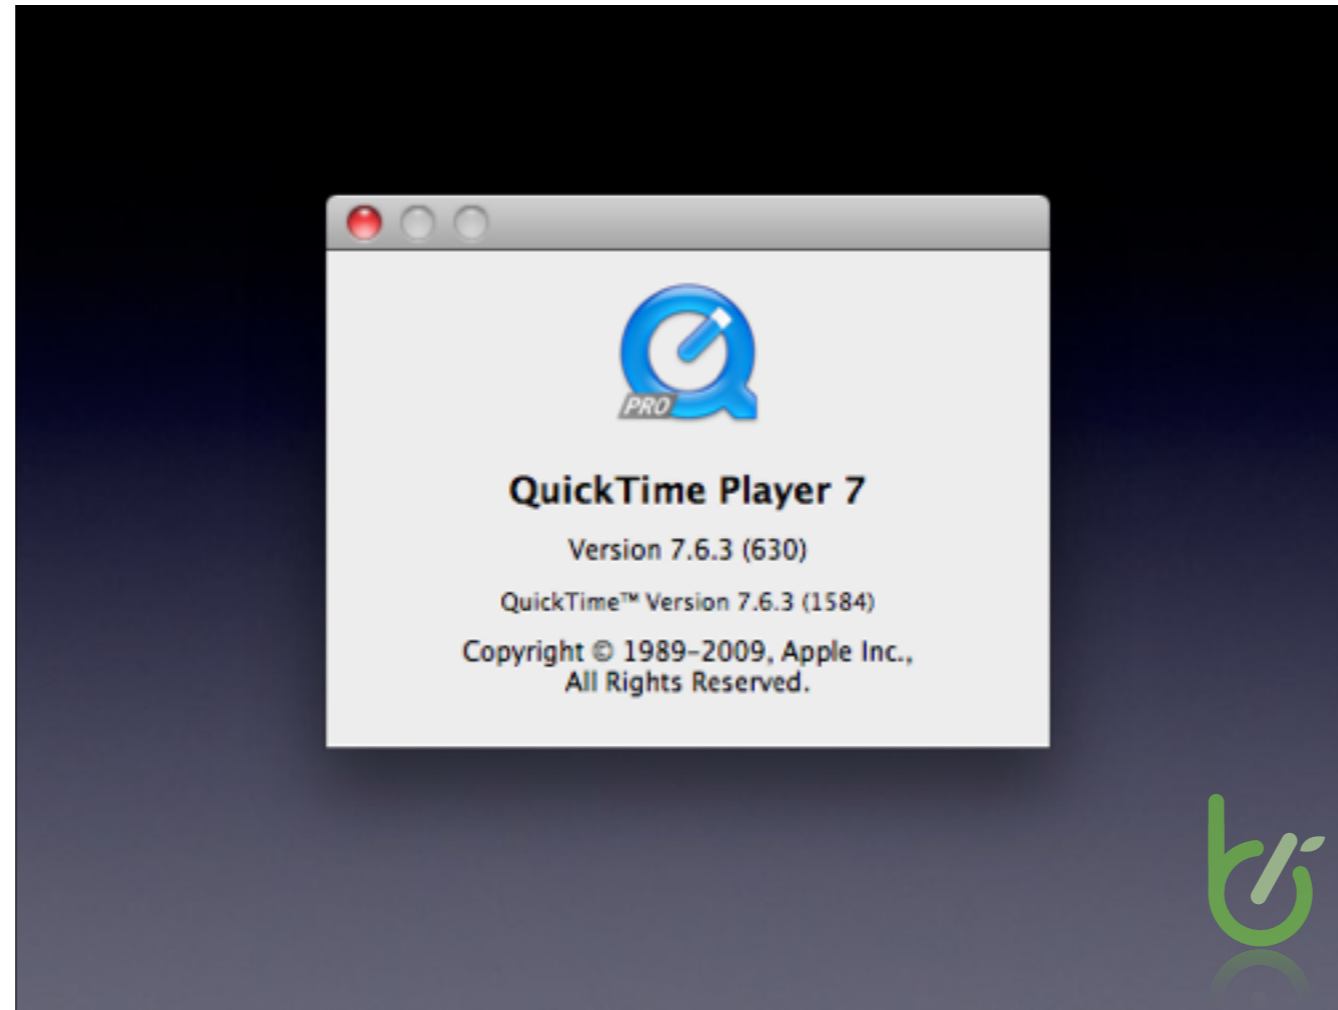 PRO
QuickTime Player 7
Version 7.6.3 (630)
QuickTime™ Version 7.6.3 (1584)
Copyright © 1989–2009, Apple Inc.,
All Rights Reserved.